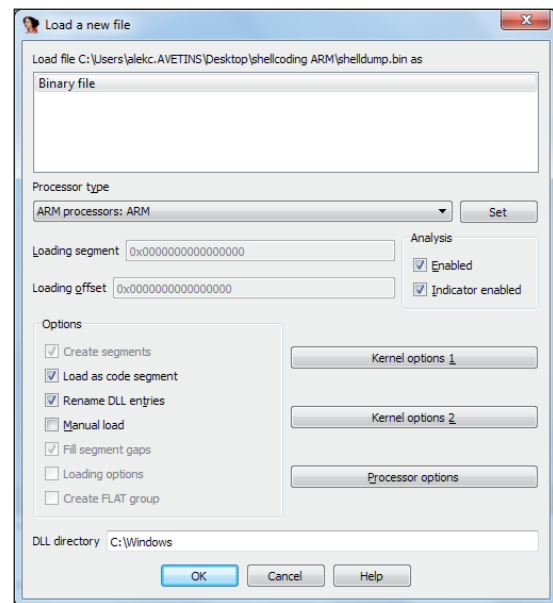 Load a new file
Load file C:\Users\alekc.AVETINS\Desktop\shellcoding ARM\shelldump.bin as
Binary file
Processor type
ARM processors: ARM
Set
Analysis
Loading segment 0x0000000000000000
Enabled
Loading offset 0x0000000000000000
Indicator enabled
Options
Create segments
Kernel options 1
Load as code segment
Rename DLL entries
Manual load
Kernel options 2
Fill segment gaps
Loading options
Processor options
Create FLAT group
DLL directory C:\Windows
OK Cancel Help